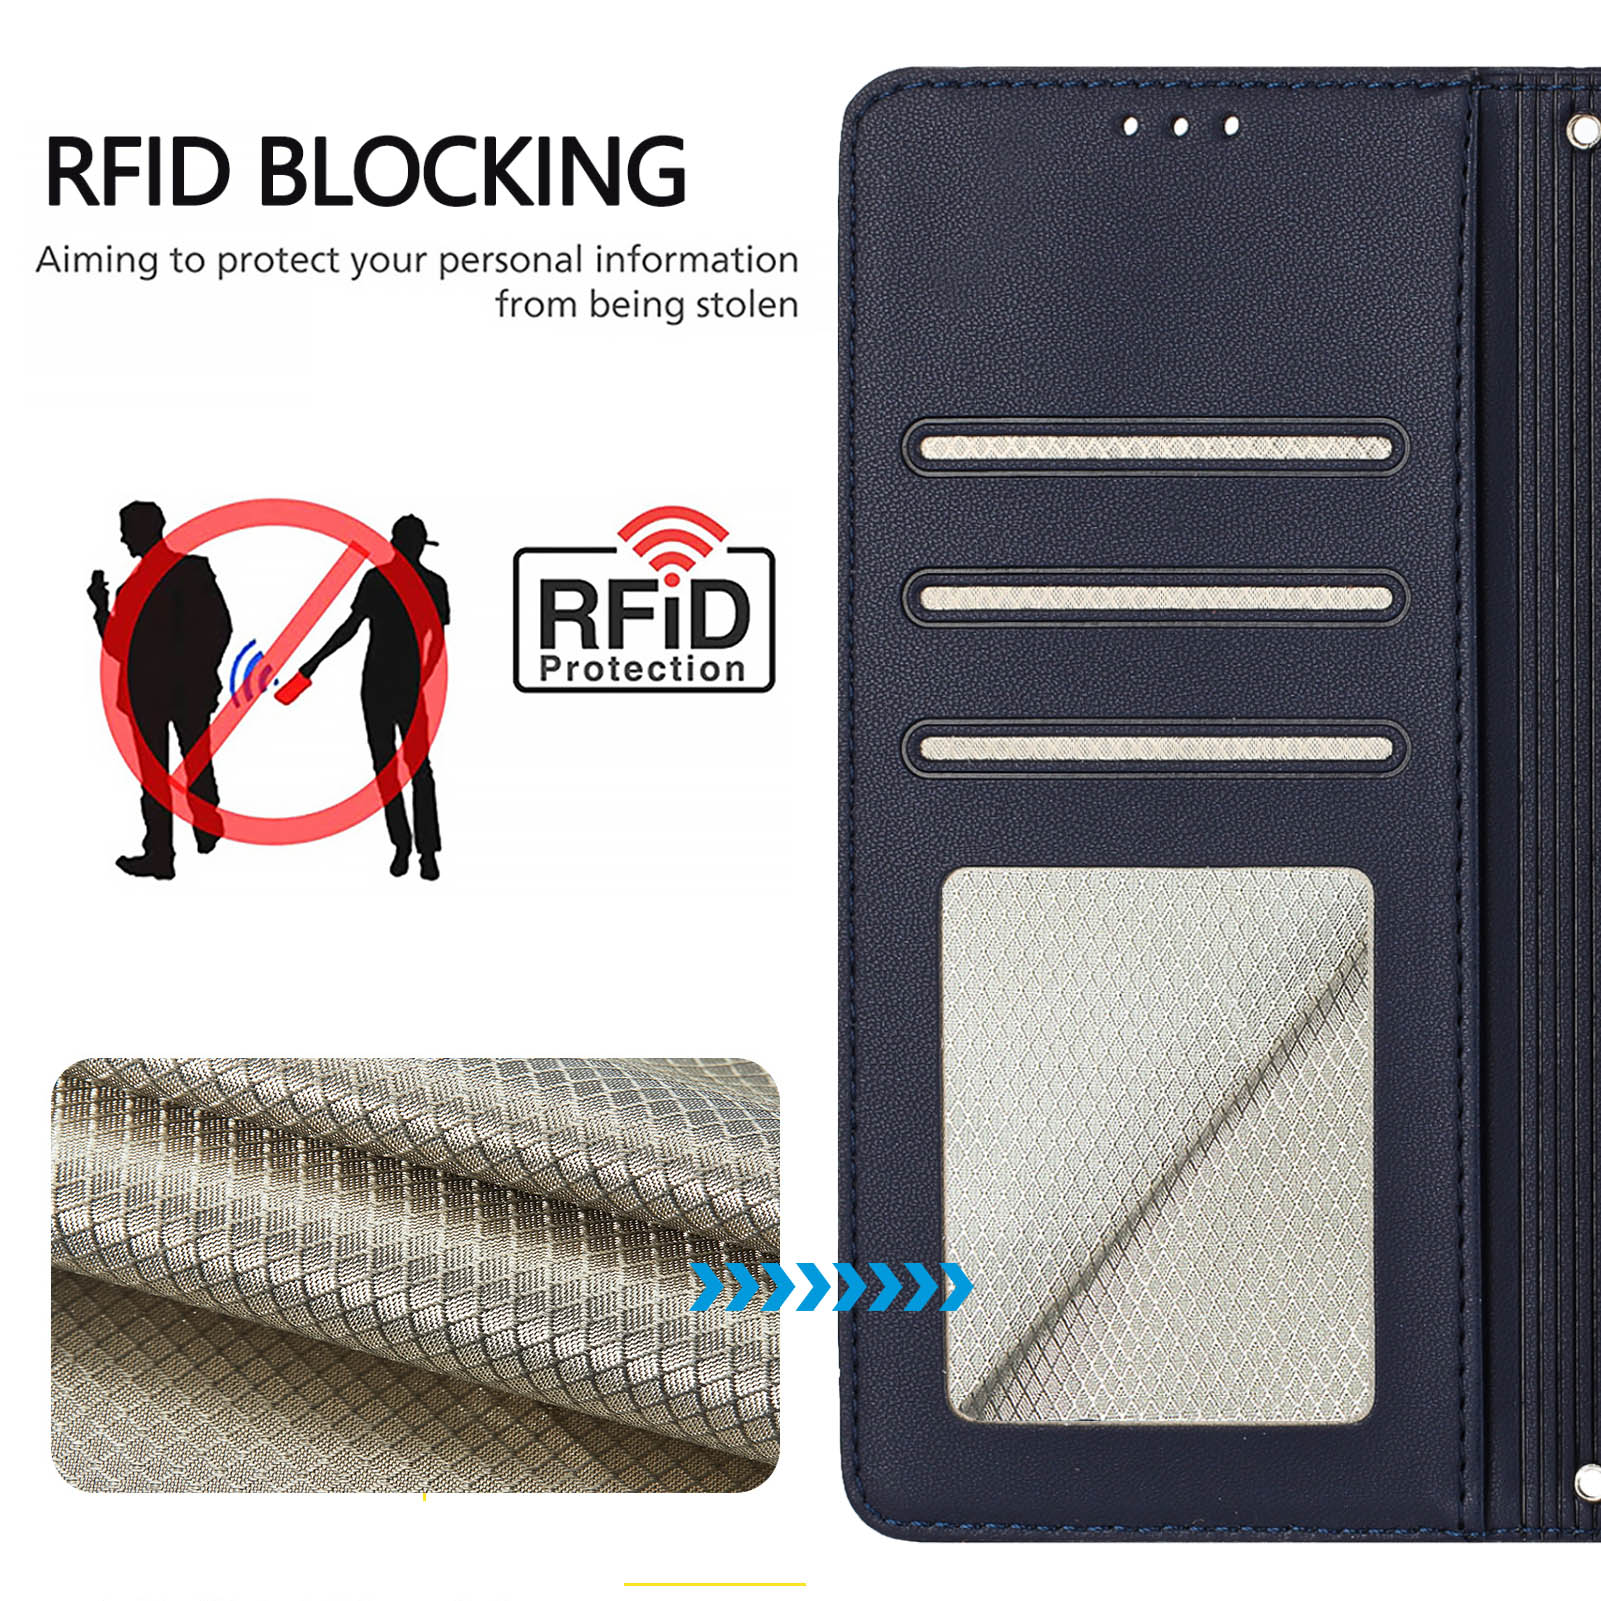 RFID BLOCKING
Aiming to protect your personal information
from being stolen
RFiD
Protection